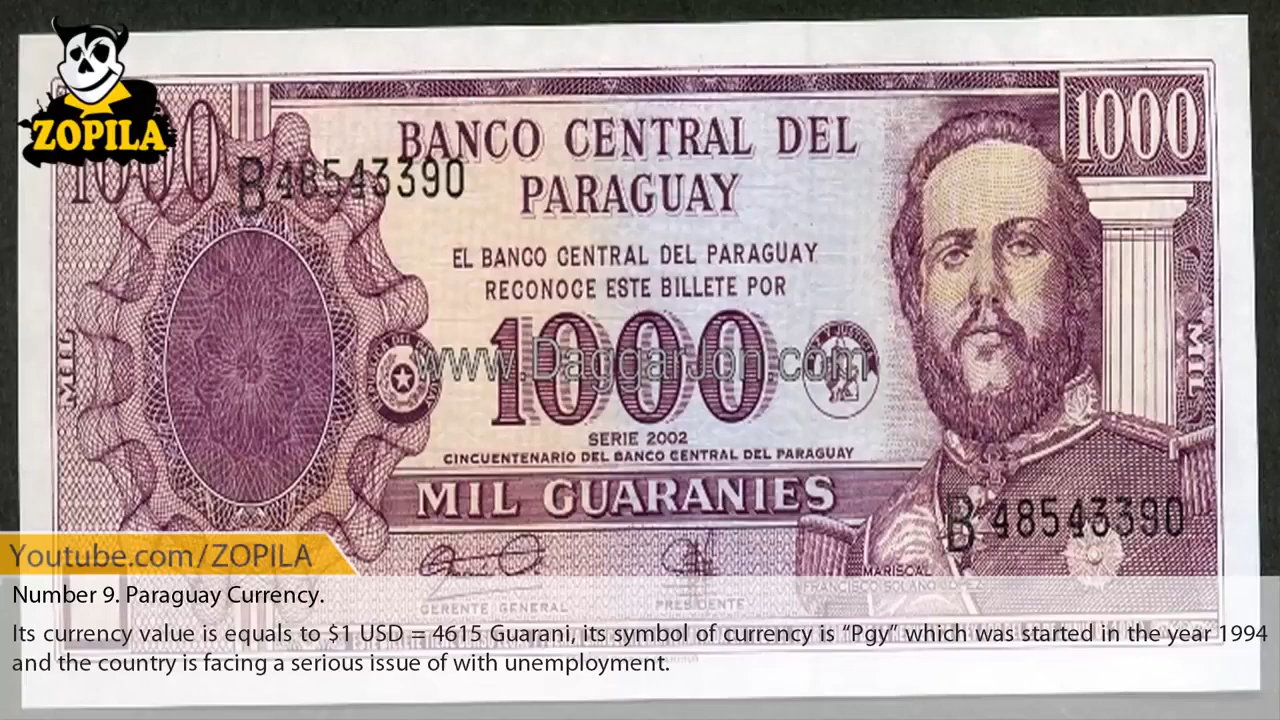 ZOPILA
1000
1000
B 48543390
BANCO CENTRAL DEL
PARAGUAY
EL BANCO CENTRAL DEL PARAGUAY
RECONOCE ESTE BILLETE POR
1000
www.DaggarJon.com
SERIE 2002
CINCUENTENARIO DEL BANCO CENTRAL DEL PARAGUAY
MIL
MIL
MIL GUARANIES
B 48543390
MARISCAL
FRANCISCO SOLANO LOPEZ
GERENTE GENERAL
PRESIDENTE
Youtube.com/ZOPILA
Number 9. Paraguay Currency.
Its currency value is equals to $1 USD = 4615 Guarani, its symbol of currency is “Pgy” which was started in the year 1994
and the country is facing a serious issue of with unemployment.